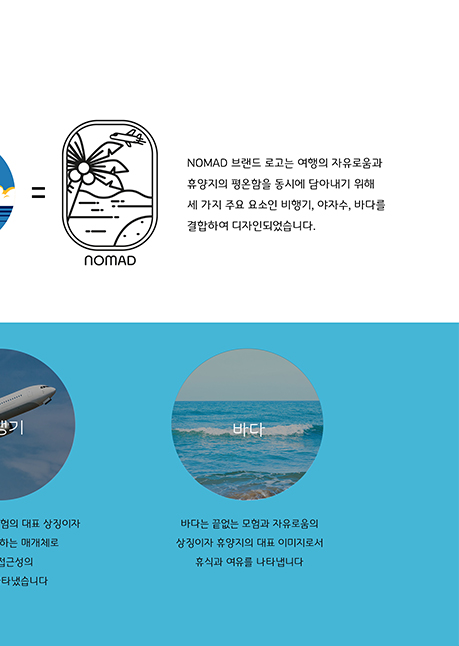 =
NOMAD
NOMAD 브랜드 로고는 여행의 자유로움과
휴양지의 평온함을 동시에 담아내기 위해
세 가지 주요 요소인 비행기, 야자수, 바다를
결합하여 디자인되었습니다.
행기
바다
험의 대표 상징이자
하는 매개체로
접근성의
타냈습니다
바다는 끝없는 모험과 자유로움의
상징이자 휴양지의 대표 이미지로서
휴식과 여유를 나타냅니다